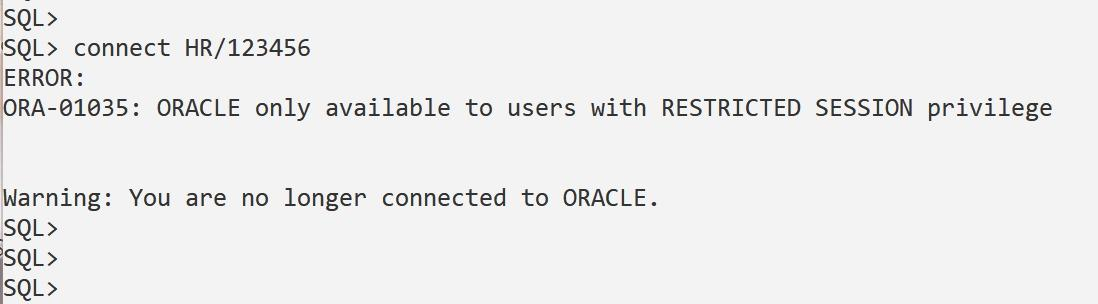 SQL>
SQL> connect HR/123456
ERROR:
ORA-01035: ORACLE only available to users with RESTRICTED SESSION privilege
Warning: You are no longer connected to ORACLE.
SQL>
SQL>
SQL>